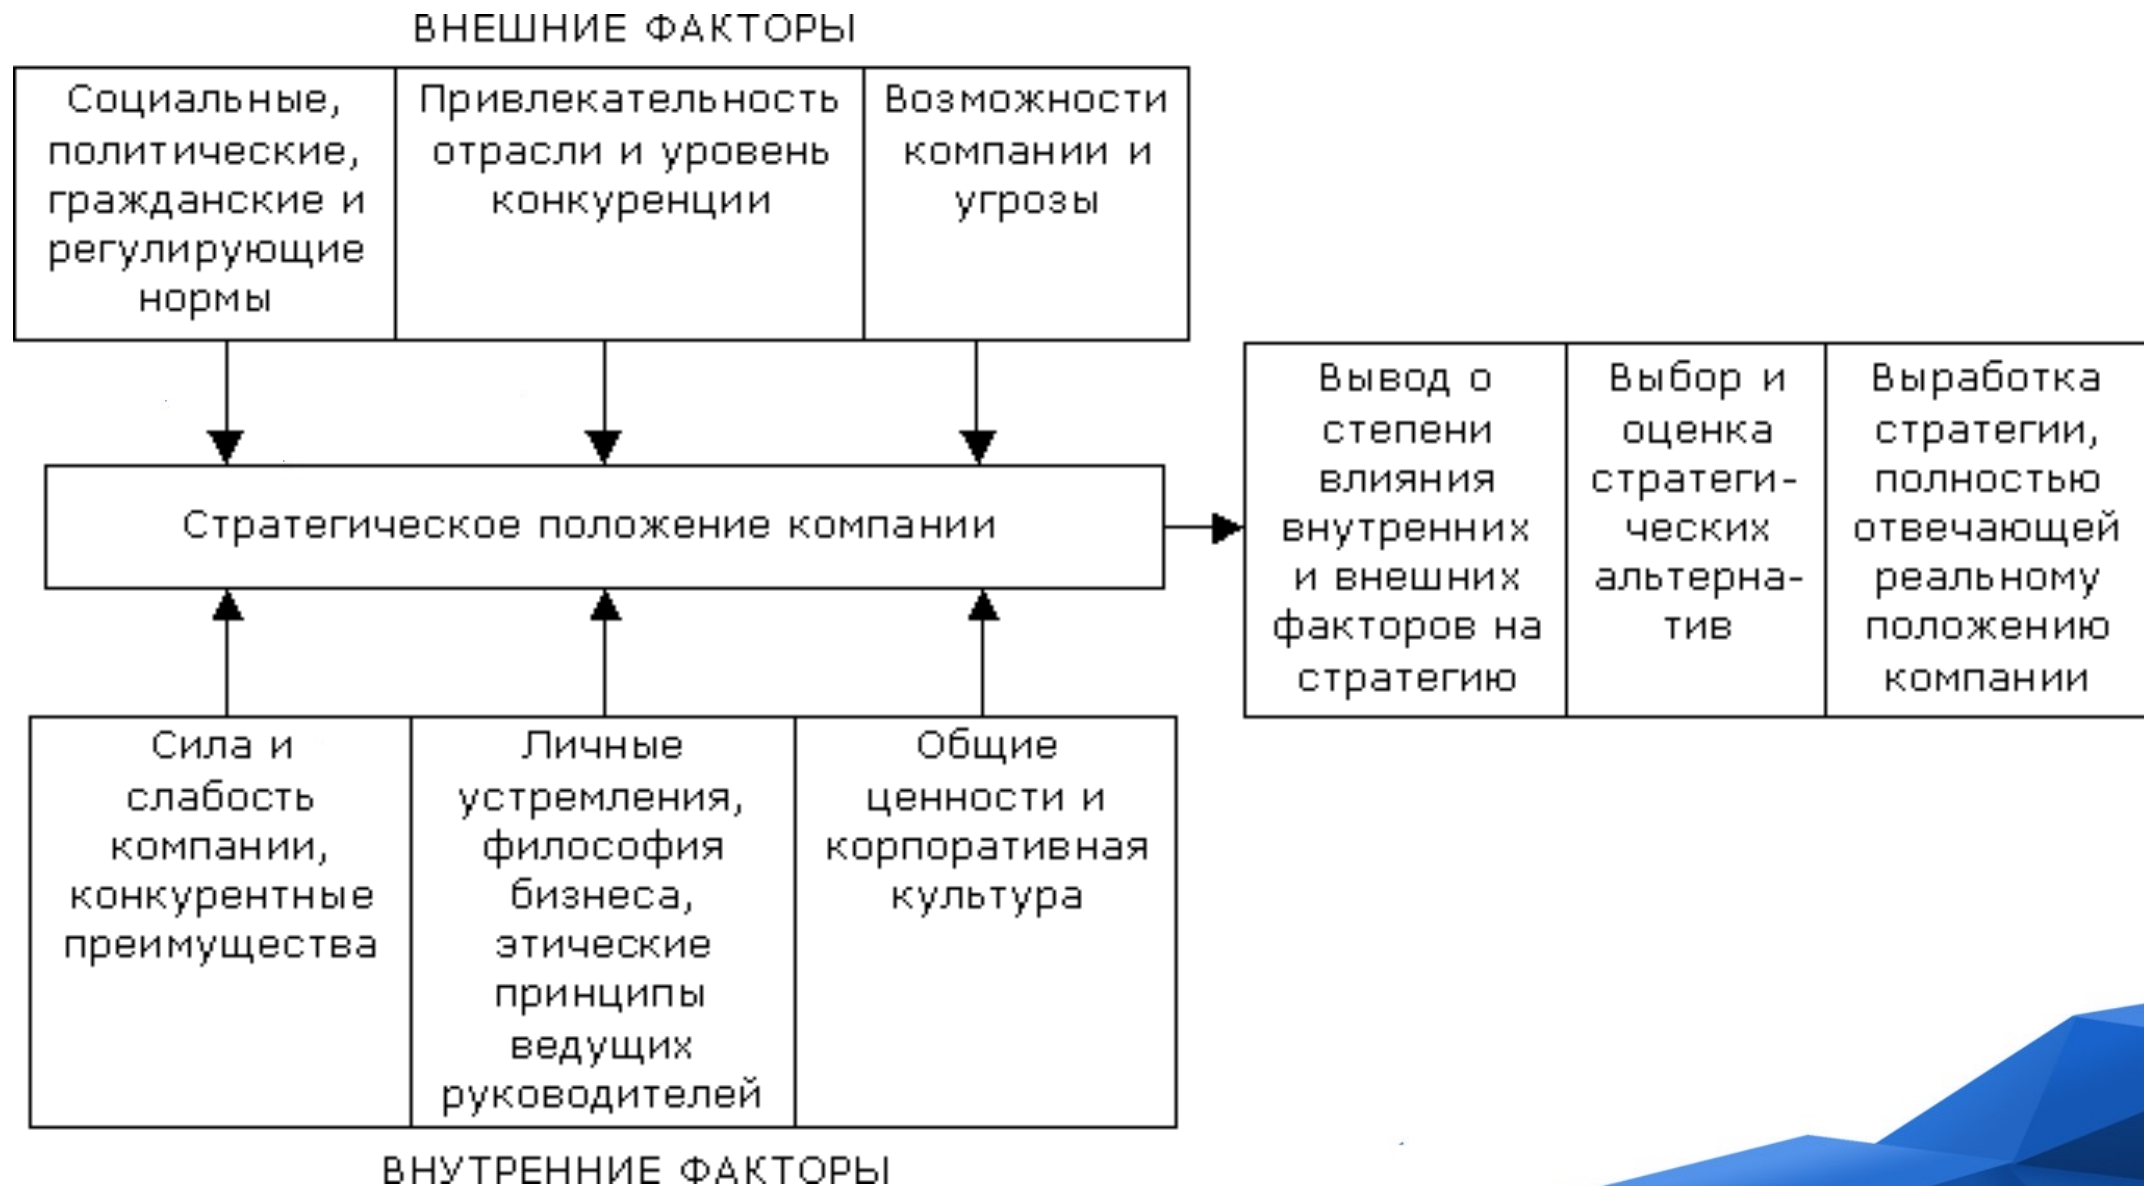 ВНЕШНИЕ ФАКТОРЫ
Социальные,
политические,
гражданские и
регулирующие
нормы
Привлекательность
отрасли и уровень
конкуренции
Возможности
компании и
угрозы
Стратегическое положение компании
Вывод о
степени
влияния
внутренних
и внешних
факторов на
стратегию
Выбор и
оценка
стратеги-
ческих
альтерна-
тив
Выработка
стратегии,
полностью
отвечающей
реальному
положению
компании
Сила и
слабость
компании,
конкурентные
преимущества
Личные
устремления,
философия
бизнеса,
этические
принципы
ведущих
руководителей
Общие
ценности и
корпоративная
культура
ВНУТРЕННИЕ ФАКТОРЫ